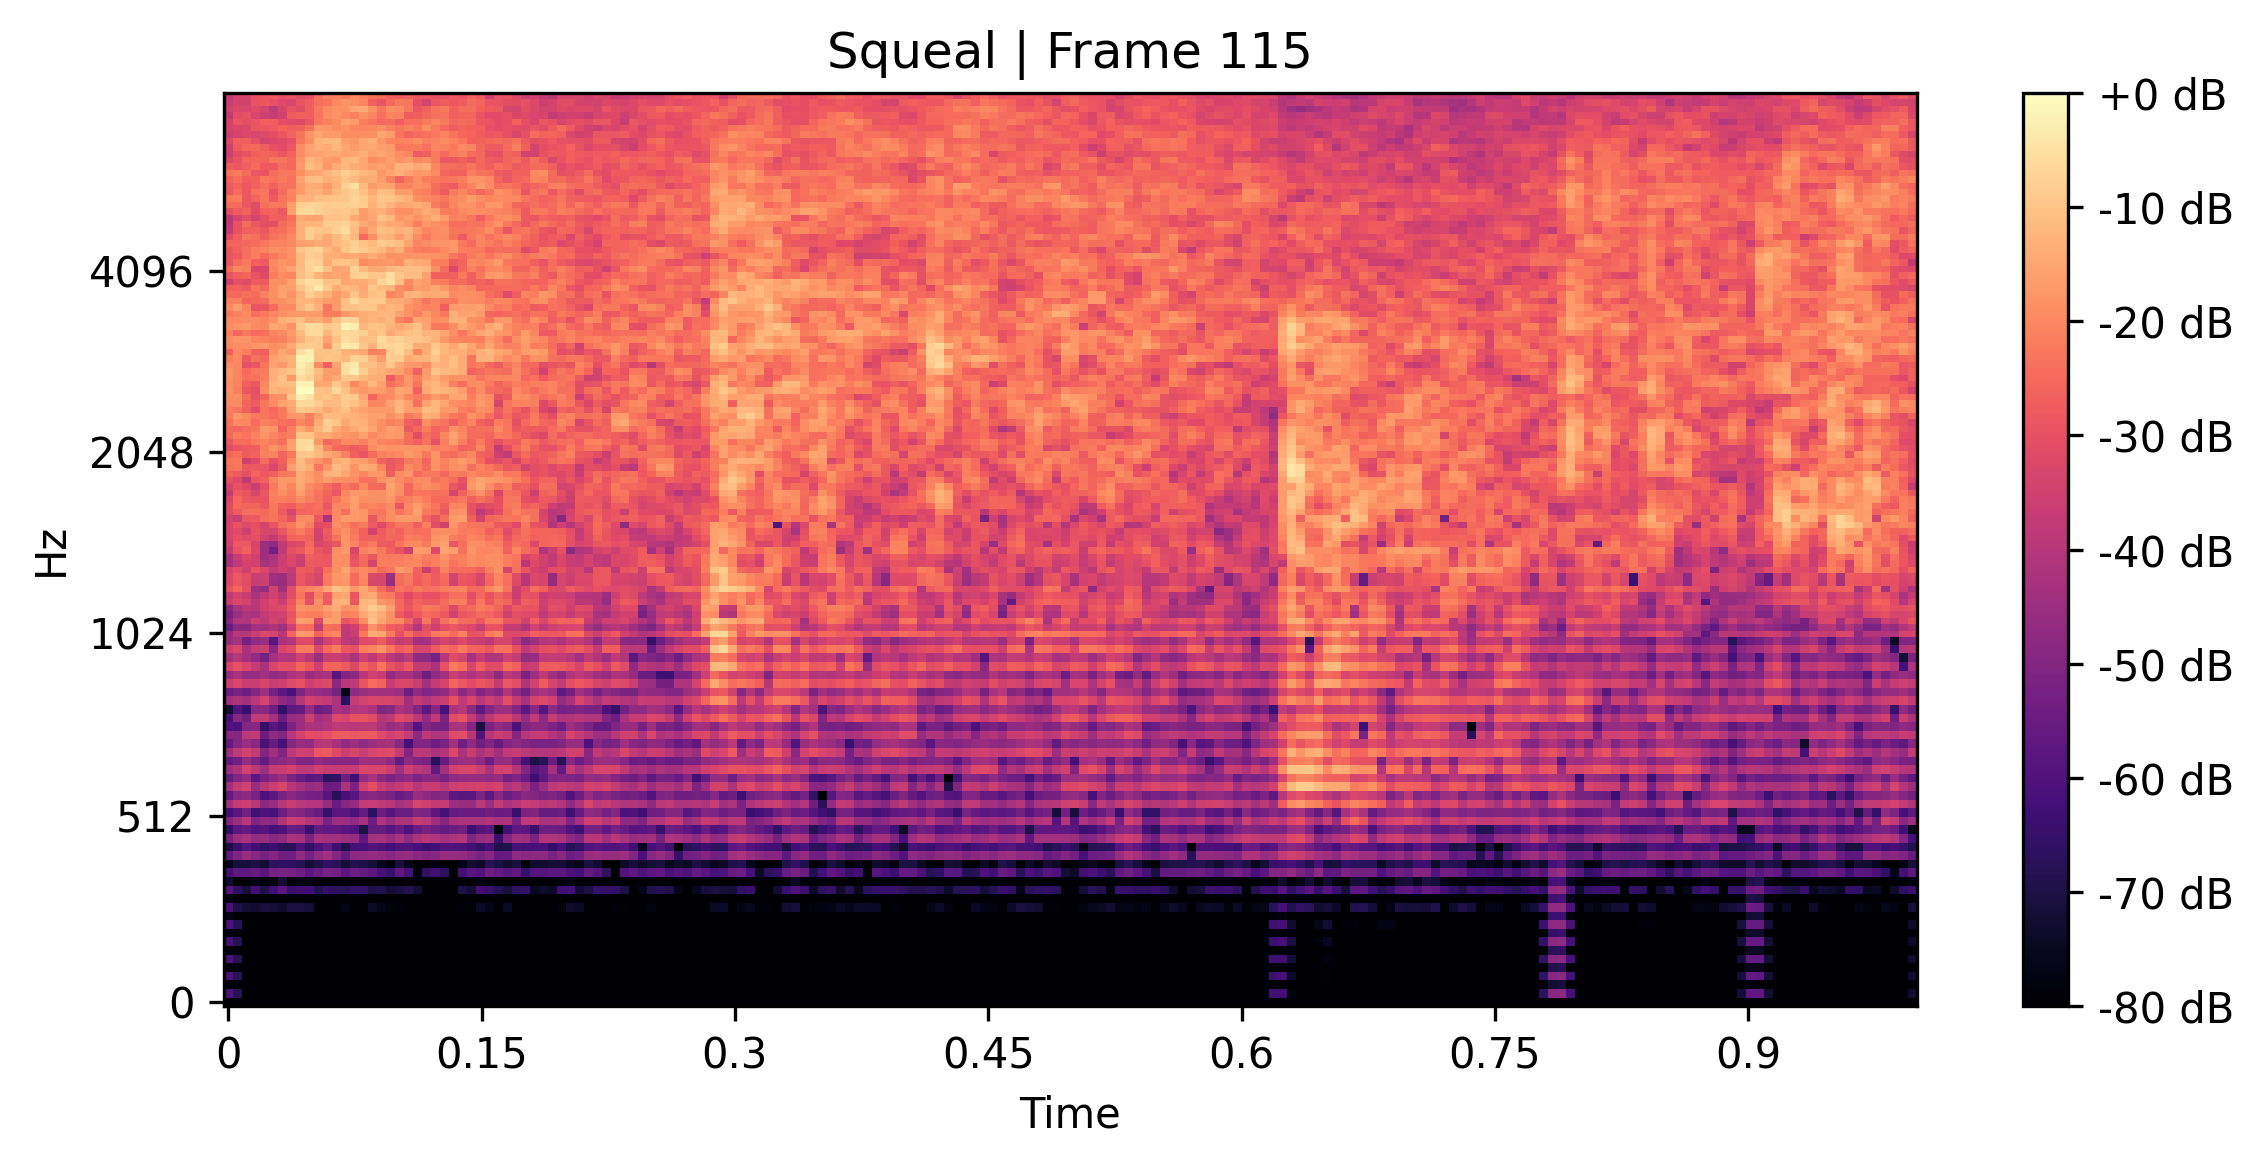 Squeal | Frame 115
Hz
4096
2048
1024
512
0
0 0.15 0.3 0.45 0.6 0.75 0.9
Time
+0 dB
-10 dB
-20 dB
-30 dB
-40 dB
-50 dB
-60 dB
-70 dB
-80 dB